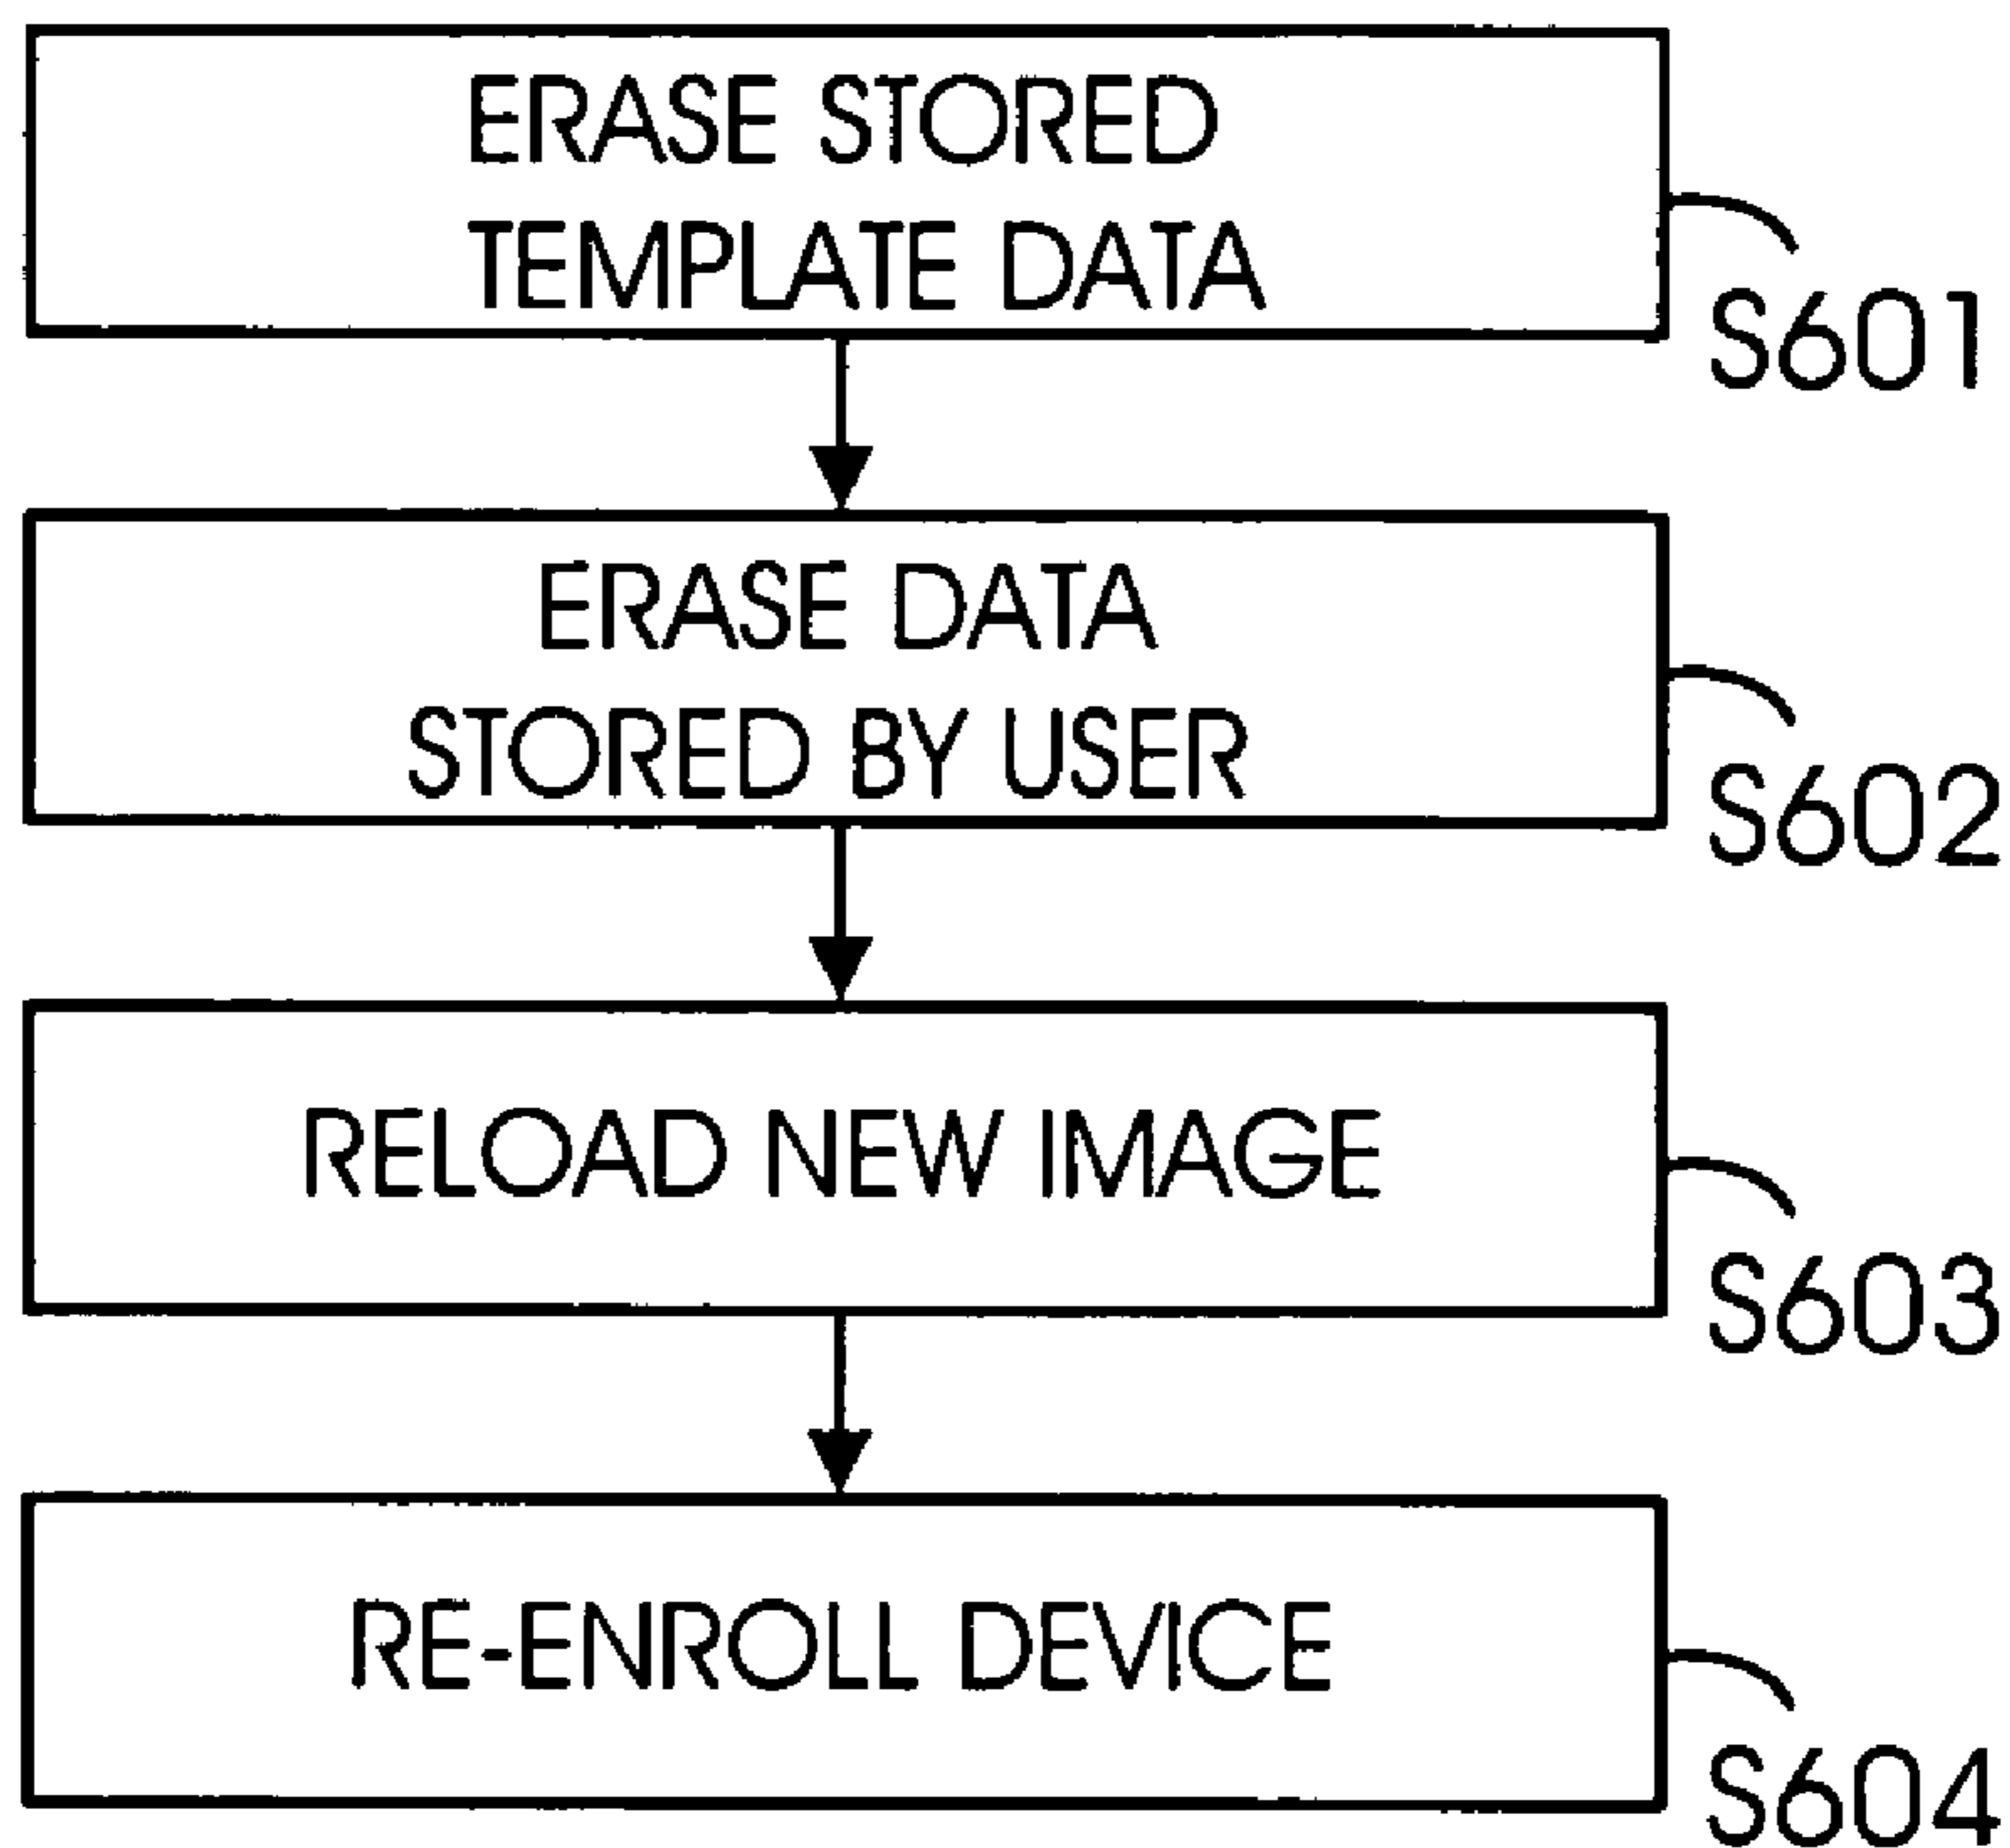 ERASE STORED
TEMPLATE DATA
S601
ERASE DATA
STORED BY USER
S602
RELOAD NEW IMAGE
S603
RE-ENROLL DEVICE
S604